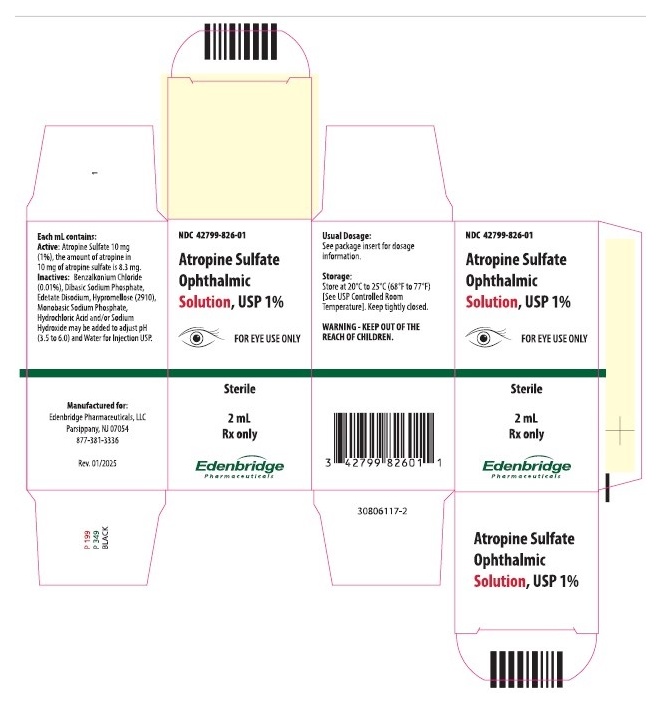 1
Each mL contains:
Active: Atropine Sulfate 10 mg
(1%), the amount of atropine in
10 mg of atropine sulfate is 8.3 mg.
Inactives: Benzalkonium Chloride
(0.01%), Dibasic Sodium Phosphate,
Edetate Disodium, Hypromellose (2910),
Monobasic Sodium Phosphate,
Hydrochloric Acid and/or Sodium
Hydroxide may be added to adjust pH
(3.5 to 6.0) and Water for Injection USP.
Manufactured for:
Edenbridge Pharmaceuticals, LLC
Parsippany, NJ 07054
877-381-3336
Rev. 01/2025
P 199
P 349
BLACK
NDC 42799-826-01
Atropine Sulfate
Ophthalmic
Solution, USP 1%
FOR EYE USE ONLY
Sterile
2 mL
Rx only
Edenbridge
Pharmaceuticals
Usual Dosage:
See package insert for dosage
information.
Storage:
Store at 20°C to 25°C (68°F to 77°F)
[See USP Controlled Room
Temperature]. Keep tightly closed.
WARNING - KEEP OUT OF THE
REACH OF CHILDREN.
3 42799 82601 1
30806117-2
NDC 42799-826-01
Atropine Sulfate
Ophthalmic
Solution, USP 1%
FOR EYE USE ONLY
Sterile
2 mL
Rx only
Edenbridge
Pharmaceuticals
Atropine Sulfate
Ophthalmic
Solution, USP 1%